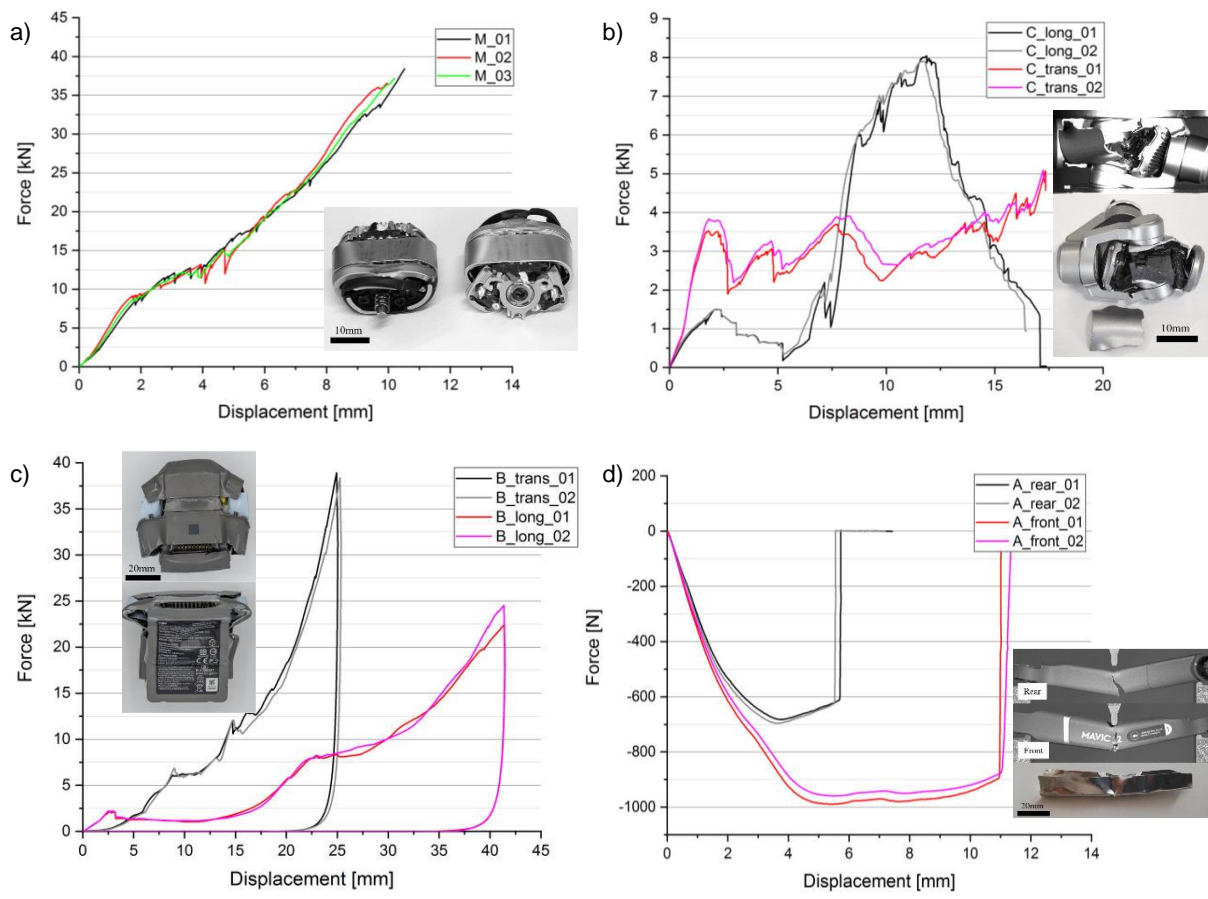 a)
45
40
35
30
25
20
15
10
5
0
Force [kN]
M_01
M_02
M_03
10mm
0 2 4 6 8 10 12 14
Displacement [mm]
b)
9
8
7
6
5
4
3
2
1
0
Force [kN]
C_long_01
C_long_02
C_trans_01
C_trans_02
10mm
0 5 10 15 20
Displacement [mm]
c)
40
35
30
25
20
15
10
5
0
Force [kN]
20mm
B_trans_01
B_trans_02
B_long_01
B_long_02
0 5 10 15 20 25 30 35 40 45
Displacement [mm]
d)
200
0
-200
-400
-600
-800
-1000
Force [N]
A_rear_01
A_rear_02
A_front_01
A_front_02
Rear
MAVIC 2
Front
20mm
0 2 4 6 8 10 12 14
Displacement [mm]